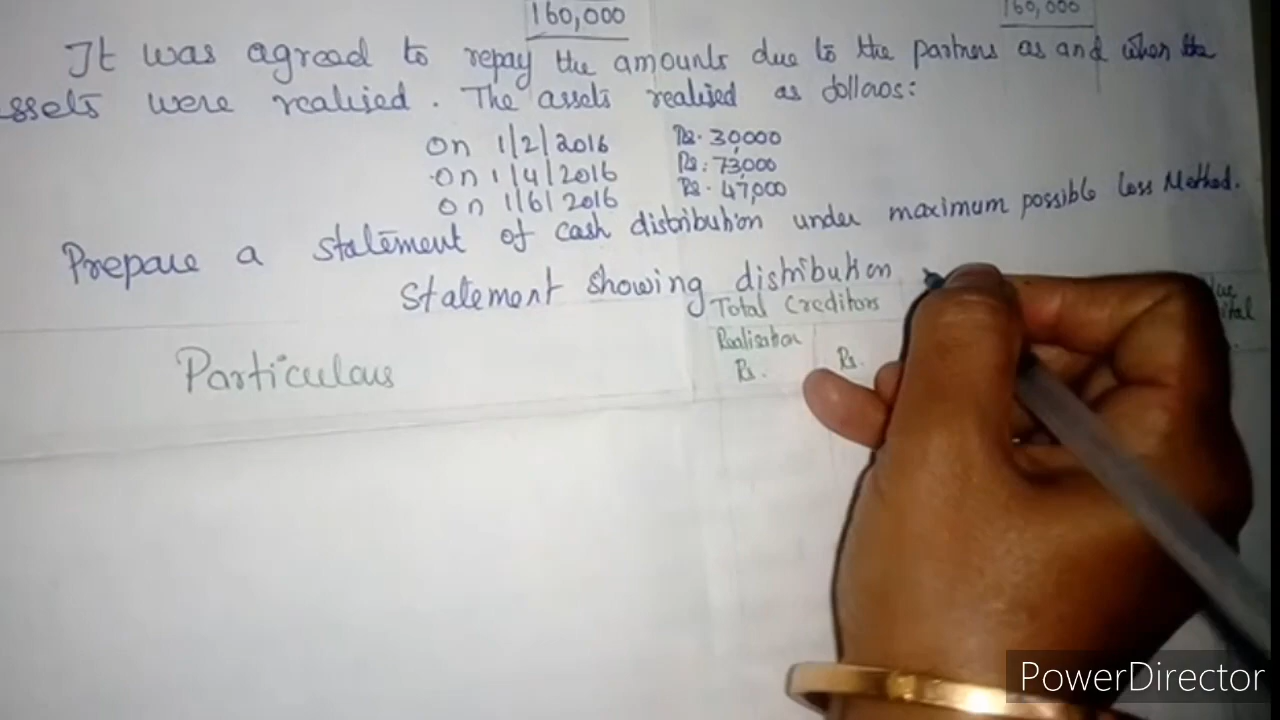 160,000 160,000
It was agreed to repay the amounts due to the partners as and when the
ssets were realised. The assets realised as follows:
On 1/2/2016 Rs. 30,000
On 1/4/2016 Rs. 73,000
On 1/6/2016 Rs. 47,000
Prepare a statement of cash distribution under maximum possible loss Method.
Statement showing distribution
Total Creditors
Realisation
Particulars Rs. Rs.
PowerDirector